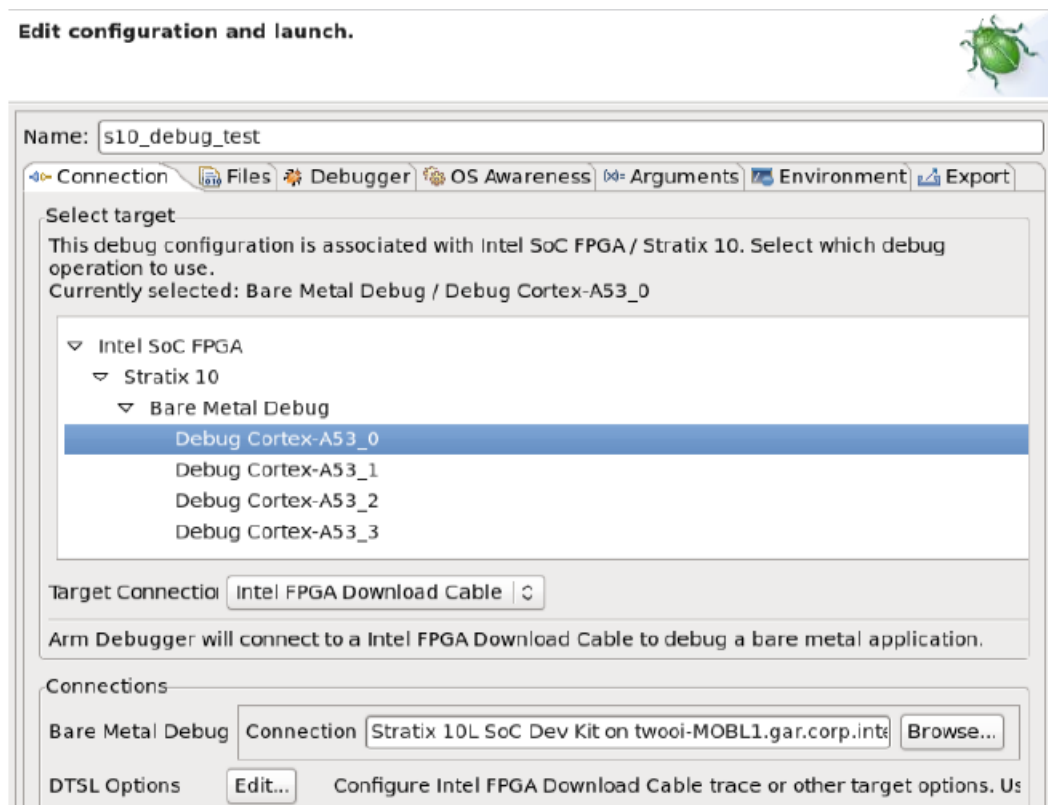 Edit configuration and launch.
Name: s10_debug_test
Connection Files Debugger OS Awareness Arguments Environment Export
Select target
This debug configuration is associated with Intel SoC FPGA / Stratix 10. Select which debug
operation to use.
Currently selected: Bare Metal Debug / Debug Cortex-A53_0
Intel SoC FPGA
Stratix 10
Bare Metal Debug
Debug Cortex-A53_0
Debug Cortex-A53_1
Debug Cortex-A53_2
Debug Cortex-A53_3
Target Connectio Intel FPGA Download Cable
Arm Debugger will connect to a Intel FPGA Download Cable to debug a bare metal application.
Connections
Bare Metal Debug Connection Stratix 10L SoC Dev Kit on twooi-MOBL1.gar.corp.inte Browse...
DTSL Options Edit... Configure Intel FPGA Download Cable trace or other target options. Us